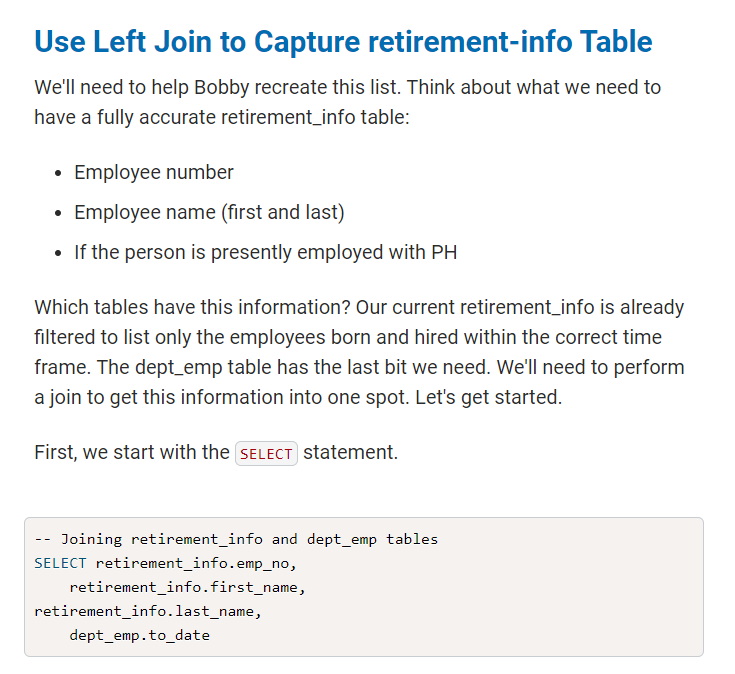 Use Left Join to Capture retirement-info Table
We'll need to help Bobby recreate this list. Think about what we need to
have a fully accurate retirement_info table:
• Employee number
• Employee name (first and last)
• If the person is presently employed with PH
Which tables have this information? Our current retirement_info is already
filtered to list only the employees born and hired within the correct time
frame. The dept_emp table has the last bit we need. We'll need to perform
a join to get this information into one spot. Let's get started.
First, we start with the SELECT statement.
-- Joining retirement_info and dept_emp tables
SELECT retirement_info.emp_no,
    retirement_info.first_name,
retirement_info.last_name,
    dept_emp.to_date